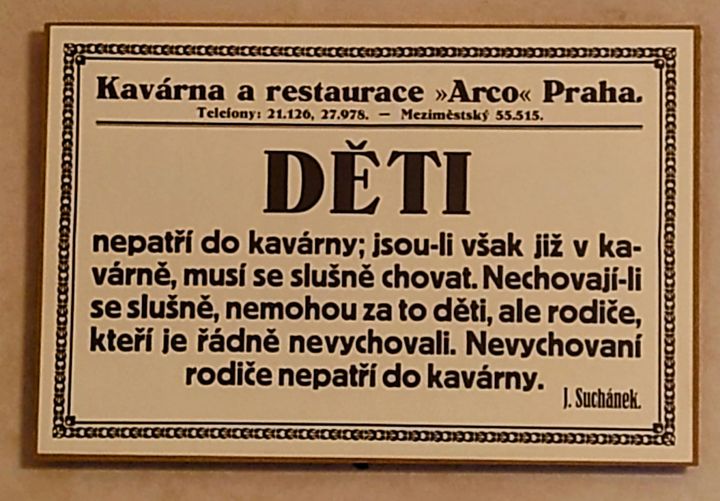 Kavárna a restaurace »Arco« Praha.
Telefony: 21.126, 27.978. — Meziměstský 55.515.
DĚTI
nepatří do kavárny; jsou-li však již v ka-
várně, musí se slušně chovat. Nechovají-li
se slušně, nemohou za to děti, ale rodiče,
kteří je řádně nevychovali. Nevychovaní
rodiče nepatří do kavárny.
J. Suchánek.